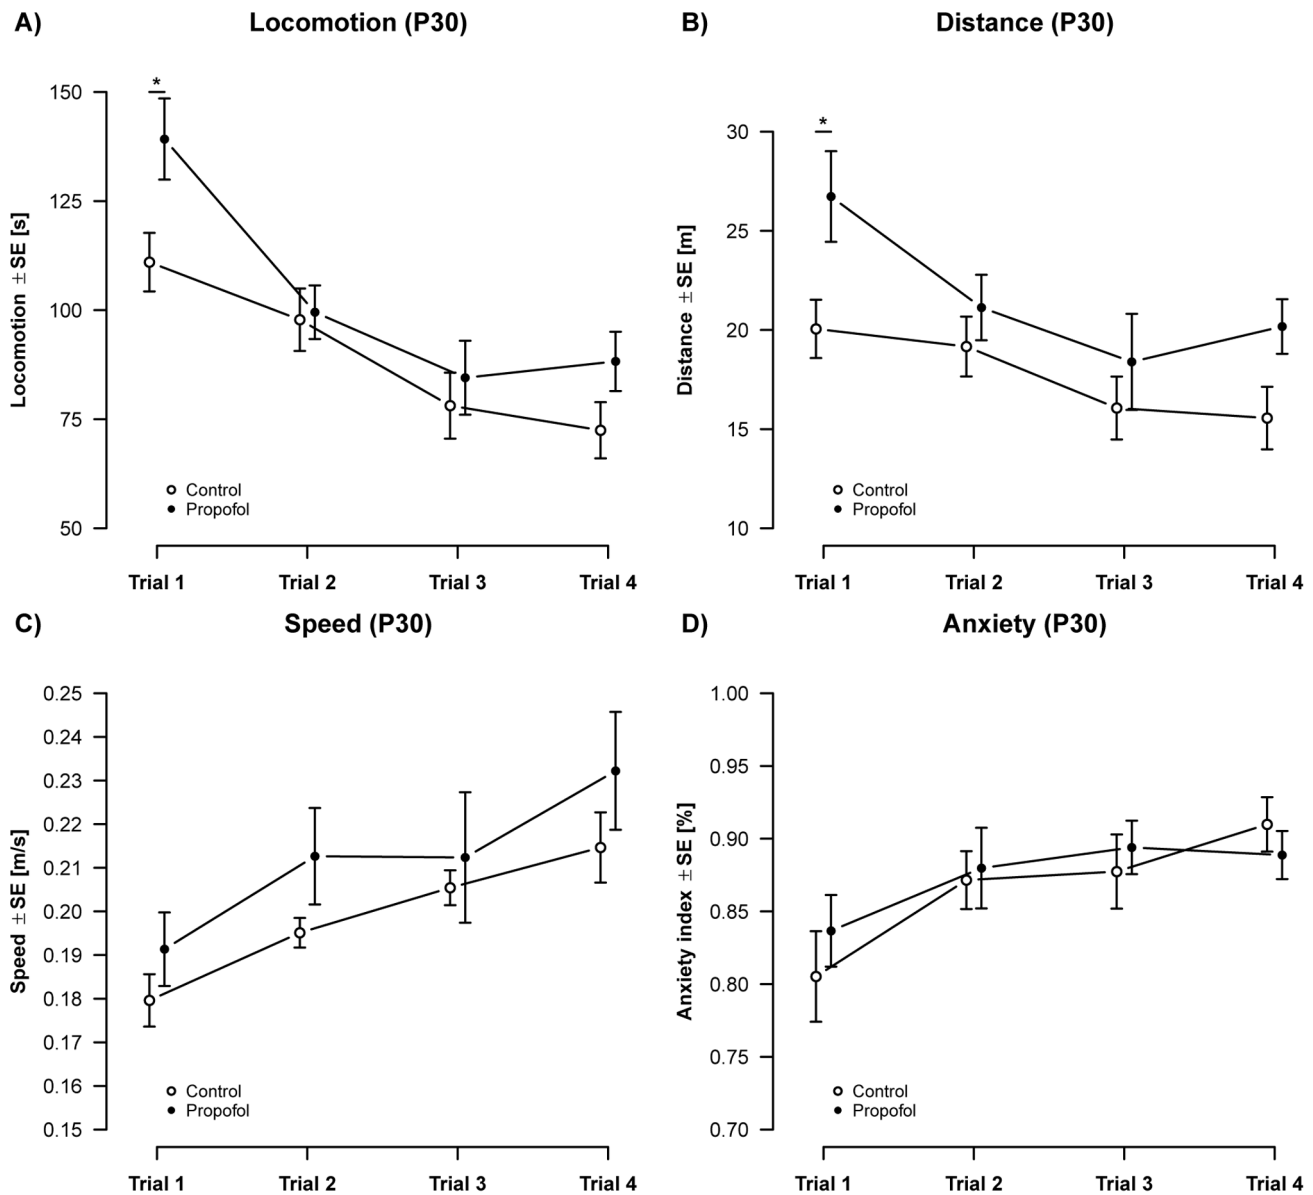 A) Locomotion (P30)
*
Locomotion ± SE [s]
150
125
100
75
50
Control
Propofol
Trial 1 Trial 2 Trial 3 Trial 4
B) Distance (P30)
*
Distance ± SE [m]
30
25
20
15
10
Control
Propofol
Trial 1 Trial 2 Trial 3 Trial 4
C) Speed (P30)
Speed ± SE [m/s]
0.25
0.24
0.23
0.22
0.21
0.20
0.19
0.18
0.17
0.16
0.15
Control
Propofol
Trial 1 Trial 2 Trial 3 Trial 4
D) Anxiety (P30)
Anxiety index ± SE [%]
1.00
0.95
0.90
0.85
0.80
0.75
0.70
Control
Propofol
Trial 1 Trial 2 Trial 3 Trial 4